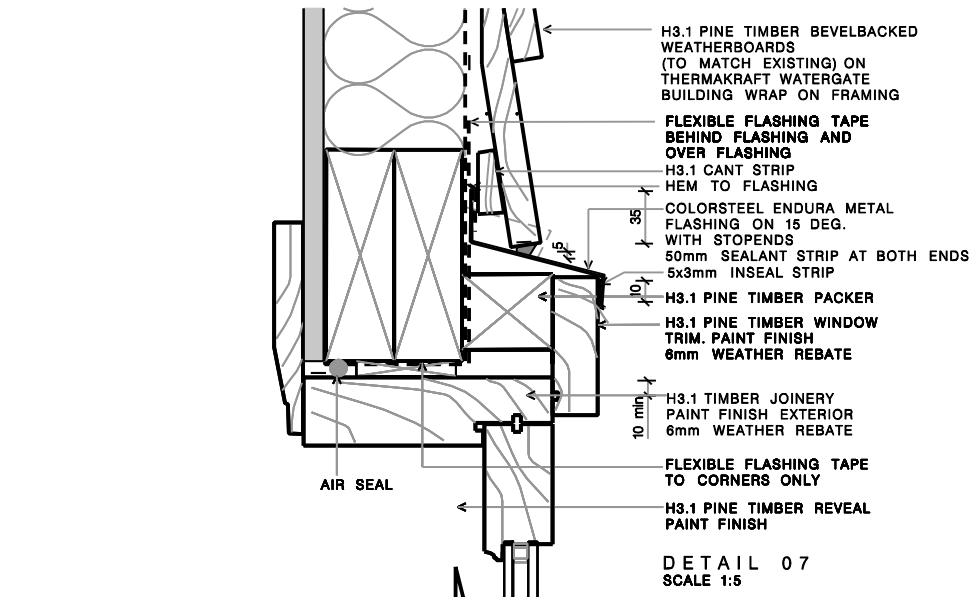 H3.1 PINE TIMBER BEVELBACKED
WEATHERBOARDS
(TO MATCH EXISTING) ON
THERMAKRAFT WATERGATE
BUILDING WRAP ON FRAMING
FLEXIBLE FLASHING TAPE
BEHIND FLASHING AND
OVER FLASHING
H3.1 CANT STRIP
HEM TO FLASHING
35
COLORSTEEL ENDURA METAL
FLASHING ON 15 DEG.
WITH STOPENDS
5
50mm SEALANT STRIP AT BOTH ENDS
5x3mm INSEAL STRIP
10
H3.1 PINE TIMBER PACKER
H3.1 PINE TIMBER WINDOW
TRIM. PAINT FINISH
6mm WEATHER REBATE
10 min
H3.1 TIMBER JOINERY
PAINT FINISH EXTERIOR
6mm WEATHER REBATE
FLEXIBLE FLASHING TAPE
TO CORNERS ONLY
AIR SEAL
H3.1 PINE TIMBER REVEAL
PAINT FINISH
DETAIL 07
SCALE 1:5